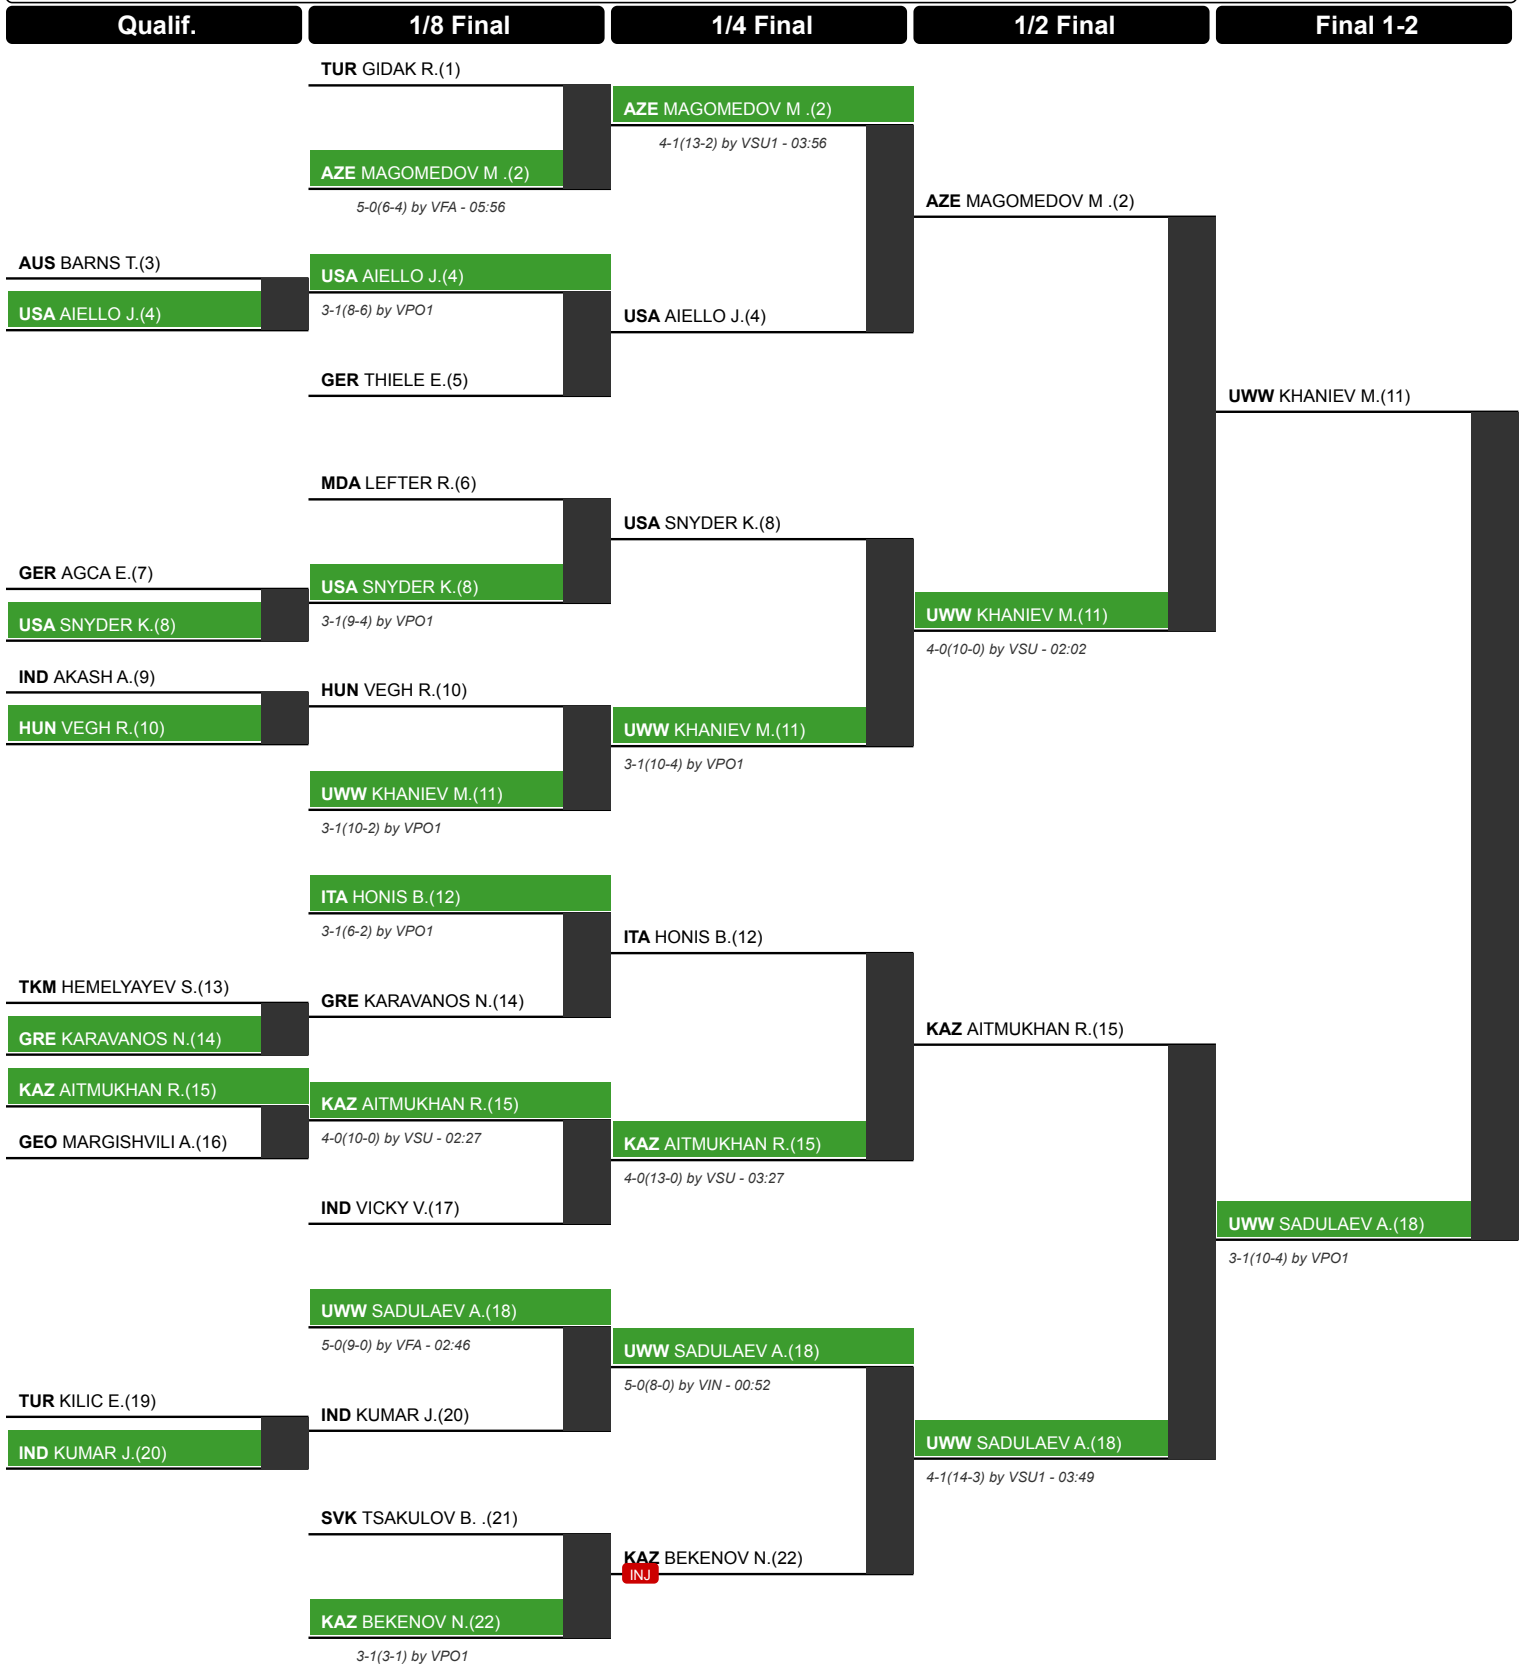 Qualif.
1/8 Final
1/4 Final
1/2 Final
Final 1-2
AUS BARNS T.(3)
USA AIELLO J.(4)
GER AGCA E.(7)
USA SNYDER K.(8)
IND AKASH A.(9)
HUN VEGH R.(10)
TKM HEMELYAYEV S.(13)
GRE KARAVANOS N.(14)
KAZ AITMUKHAN R.(15)
GEO MARGISHVILI A.(16)
TUR KILIC E.(19)
IND KUMAR J.(20)
TUR GIDAK R.(1)
AZE MAGOMEDOV M .(2)
5-0(6-4) by VFA - 05:56
USA AIELLO J.(4)
3-1(8-6) by VPO1
GER THIELE E.(5)
MDA LEFTER R.(6)
USA SNYDER K.(8)
3-1(9-4) by VPO1
HUN VEGH R.(10)
UWW KHANIEV M.(11)
3-1(10-2) by VPO1
ITA HONIS B.(12)
3-1(6-2) by VPO1
GRE KARAVANOS N.(14)
KAZ AITMUKHAN R.(15)
4-0(10-0) by VSU - 02:27
IND VICKY V.(17)
UWW SADULAEV A.(18)
5-0(9-0) by VFA - 02:46
IND KUMAR J.(20)
SVK TSAKULOV B. .(21)
KAZ BEKENOV N.(22)
3-1(3-1) by VPO1
AZE MAGOMEDOV M .(2)
4-1(13-2) by VSU1 - 03:56
USA AIELLO J.(4)
USA SNYDER K.(8)
UWW KHANIEV M.(11)
3-1(10-4) by VPO1
ITA HONIS B.(12)
KAZ AITMUKHAN R.(15)
4-0(13-0) by VSU - 03:27
UWW SADULAEV A.(18)
5-0(8-0) by VIN - 00:52
KAZ BEKENOV N.(22)
INJ
AZE MAGOMEDOV M .(2)
UWW KHANIEV M.(11)
4-0(10-0) by VSU - 02:02
KAZ AITMUKHAN R.(15)
UWW SADULAEV A.(18)
4-1(14-3) by VSU1 - 03:49
UWW KHANIEV M.(11)
UWW SADULAEV A.(18)
3-1(10-4) by VPO1